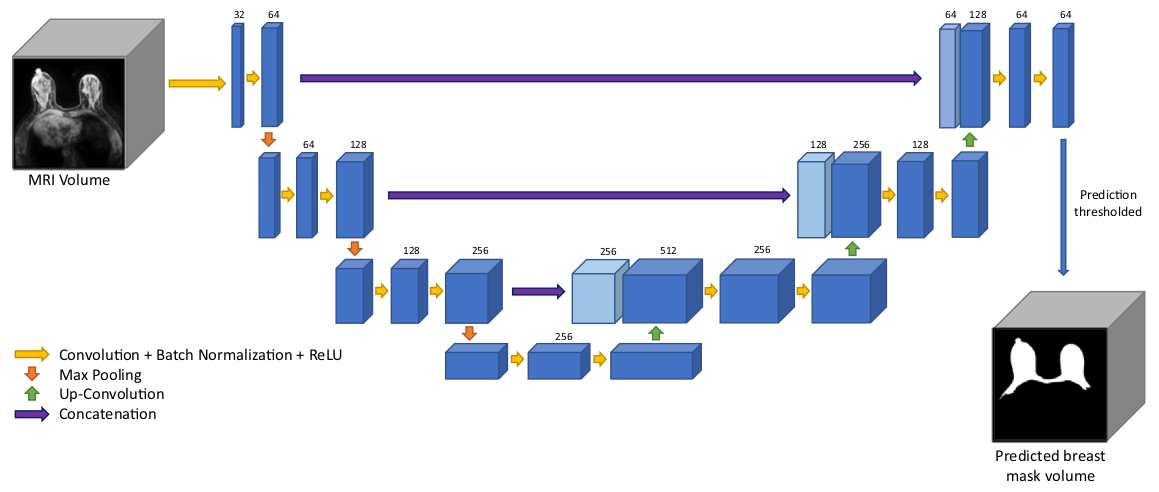 32 64
64 128 64 64
MRI Volume
64 128
128 256 128
Prediction
thresholded
128 256
256 512 256
256
Convolution + Batch Normalization + ReLU
Max Pooling
Up-Convolution
Concatenation
Predicted breast
mask volume